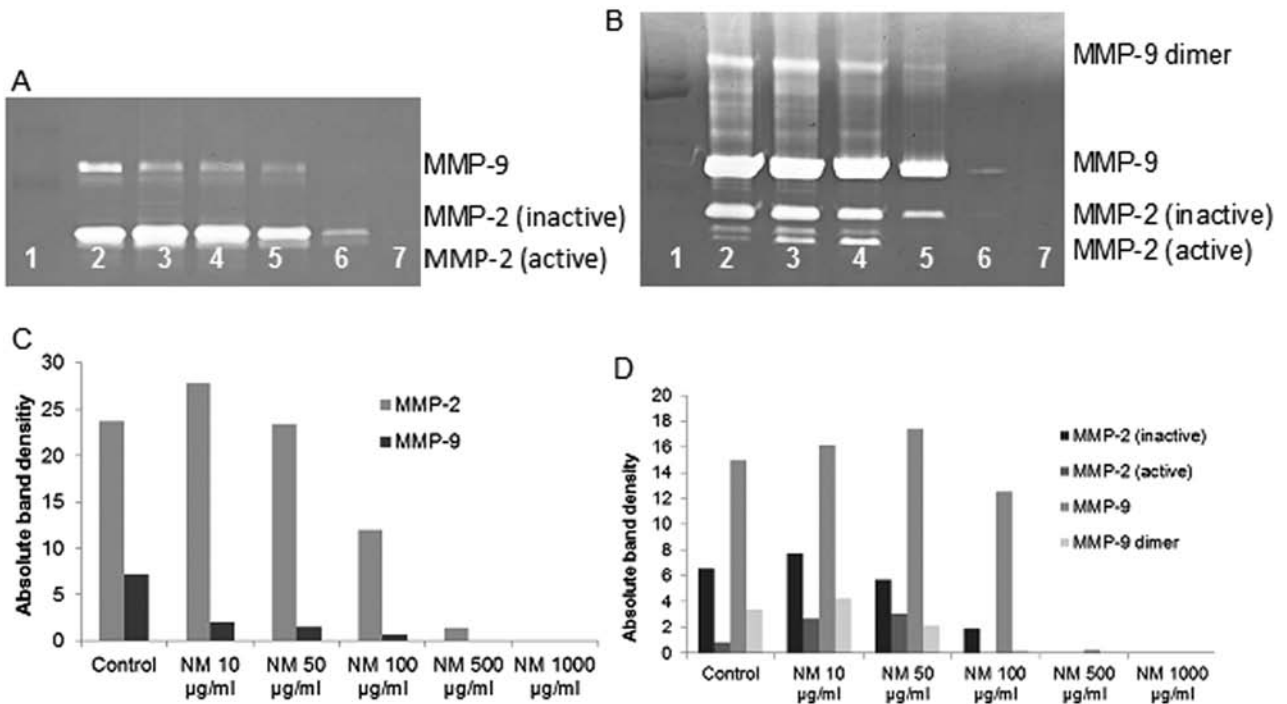 A
MMP-9
MMP-2 (inactive)
MMP-2 (active)
1 2 3 4 5 6 7
B
MMP-9 dimer
MMP-9
MMP-2 (inactive)
MMP-2 (active)
1 2 3 4 5 6 7
C
Absolute band densitiy
30
25
20
15
10
5
0
MMP-2
MMP-9
Control NM 10 NM 50 NM 100 NM 500 NM 1000
µg/ml µg/ml µg/ml µg/ml µg/ml
D
Absolute band density
20
18
16
14
12
10
8
6
4
2
0
MMP-2 (inactive)
MMP-2 (active)
MMP-9
MMP-9 dimer
Control NM 10 NM 50 NM 100 NM 500 NM 1000
µg/ml µg/ml µg/ml µg/ml µg/ml